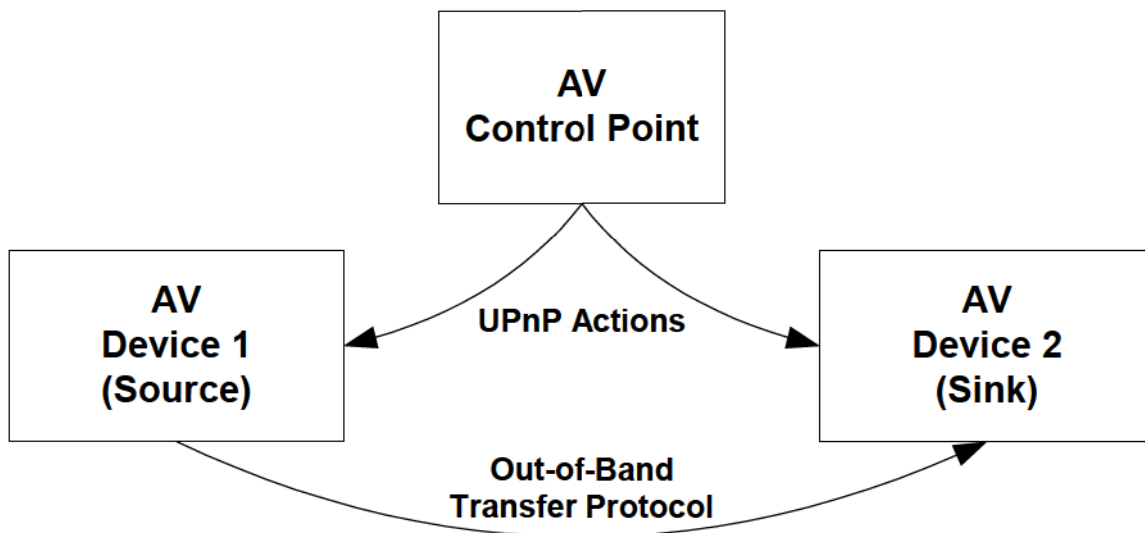 AV
Control Point
AV
Device 1
(Source)
UPnP Actions
AV
Device 2
(Sink)
Out-of-Band
Transfer Protocol